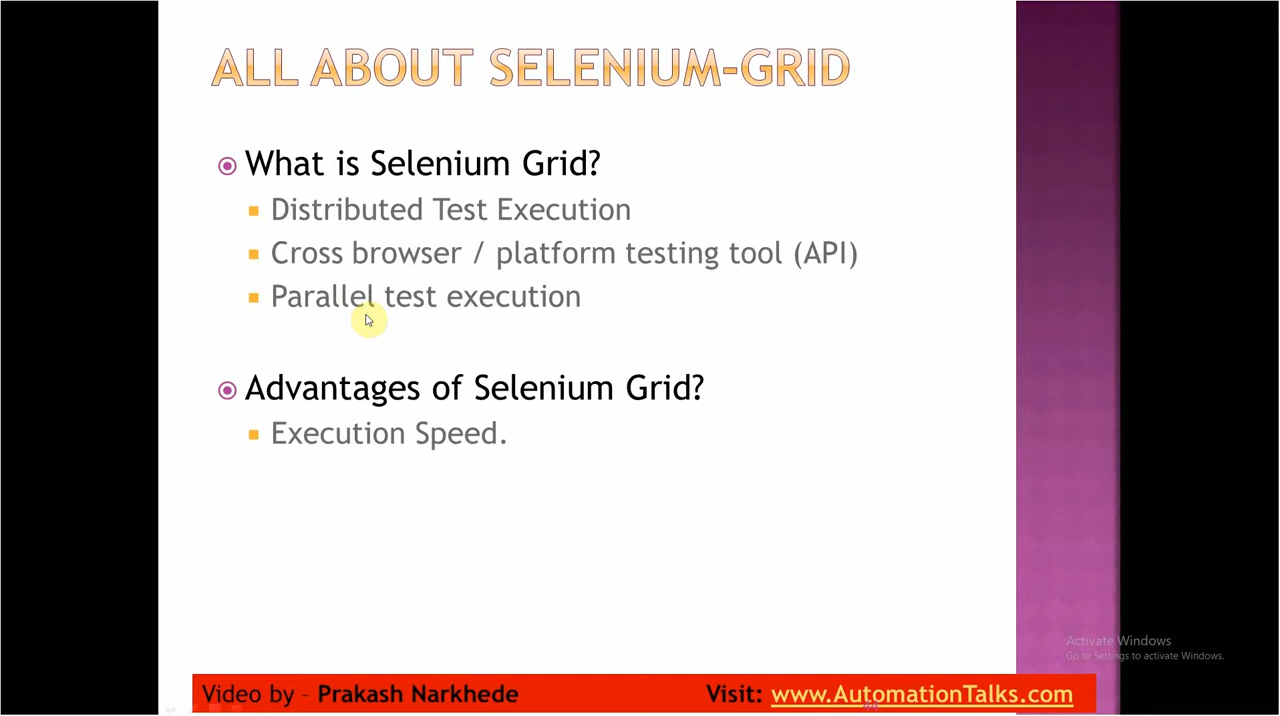 ALL ABOUT SELENIUM-GRID
What is Selenium Grid?
Distributed Test Execution
Cross browser / platform testing tool (API)
Parallel test execution
Advantages of Selenium Grid?
Execution Speed.
Activate Windows
Go to Settings to activate Windows.
Video by - Prakash Narkhede Visit: www.AutomationTalks.com